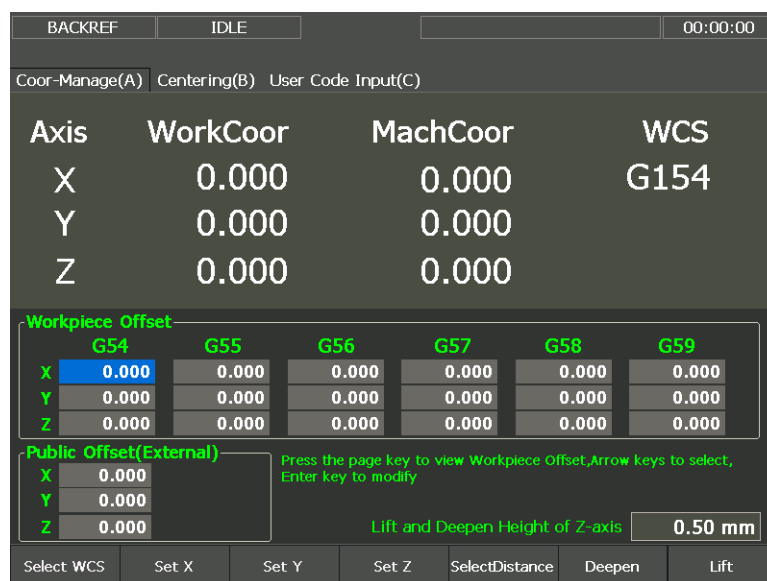 BACKREF IDLE 00:00:00
Coor-Manage(A) Centering(B) User Code Input(C)
Axis WorkCoor MachCoor WCS
X 0.000 0.000 G154
Y 0.000 0.000
Z 0.000 0.000
Workpiece Offset
G54 G55 G56 G57 G58 G59
X 0.000 0.000 0.000 0.000 0.000 0.000
Y 0.000 0.000 0.000 0.000 0.000 0.000
Z 0.000 0.000 0.000 0.000 0.000 0.000
Public Offset(External)
X 0.000
Y 0.000
Z 0.000
Press the page key to view Workpiece Offset,Arrow keys to select,
Enter key to modify
Lift and Deepen Height of Z-axis 0.50 mm
Select WCS Set X Set Y Set Z SelectDistance Deepen Lift